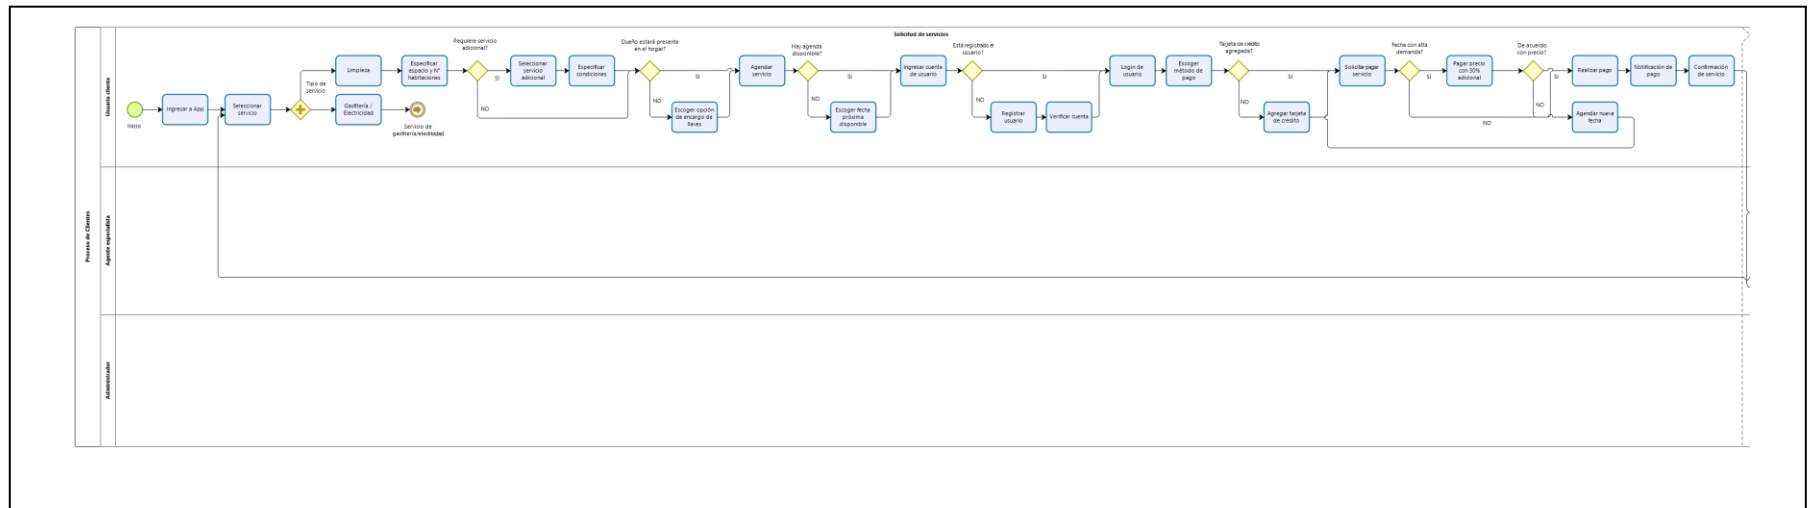 Solicitud de servicios
Proceso de Clientes
Usuario cliente
Agente especialista
Administrador
Inicio
Ingresar a App
Seleccionar
servicio
Tipo de
servicio
Limpieza
Gasfitería /
Electricidad
Servicio de
gasfitería/electricidad
Especificar
espacio y N°
habitaciones
Requiere servicio
adicional?
SI
NO
Seleccionar
servicio
adicional
Especificar
condiciones
Dueño estará presente
en el hogar?
SI
NO
Escoger opción
de encargo de
llaves
Agendar
servicio
Hay agenda
disponible?
SI
NO
Escoger fecha
próxima
disponible
Ingresar cuenta
de usuario
Está registrado el
usuario?
SI
NO
Registrar
usuario
Verificar cuenta
Login de
usuario
Escoger
método de
pago
Tarjeta de crédito
agregada?
SI
NO
Agregar tarjeta
de crédito
Solicitar pagar
servicio
Fecha con alta
demanda?
SI
NO
Pagar precio
con 30%
adicional
De acuerdo
con precio?
SI
NO
Agendar nueva
fecha
Realizar pago
Notificación de
pago
Confirmación
de servicio